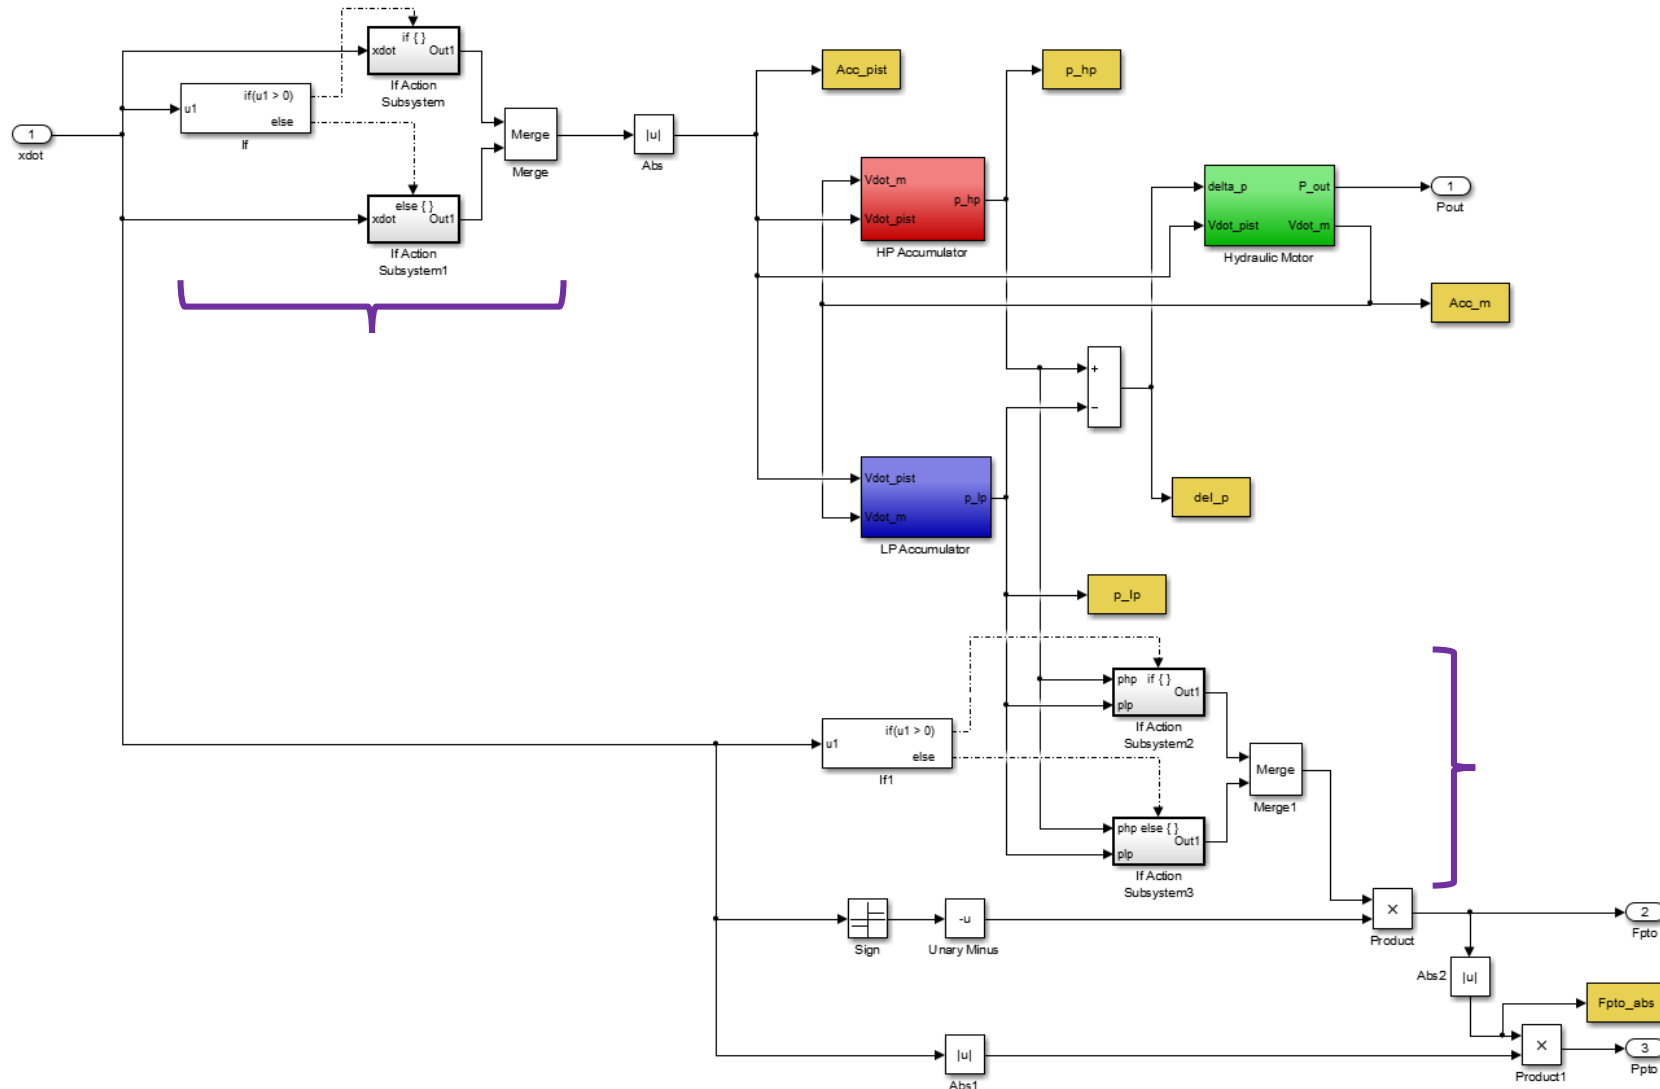 if { }
xdot
Out1
If Action
Subsystem
Acc_pist
p_hp
u1
if(u1 > 0)
else
If
1
xdot
Merge
Merge
|u|
Abs
else { }
xdot
Out1
If Action
Subsystem1
Vdot_m
p_hp
Vdot_pist
HP Accumulator
delta_p
P_out
Vdot_pist
Vdot_m
Hydraulic Motor
1
Pout
Acc_m
+
−
Vdot_pist
p_lp
Vdot_m
LP Accumulator
del_p
p_lp
php if { }
Out1
plp
If Action
Subsystem2
u1
if(u1 > 0)
else
If1
Merge
Merge1
php else { }
Out1
plp
If Action
Subsystem3
Sign
-u
Unary Minus
×
Product
2
Fpto
Abs2
|u|
Fpto_abs
|u|
Abs1
×
Product1
3
Ppto